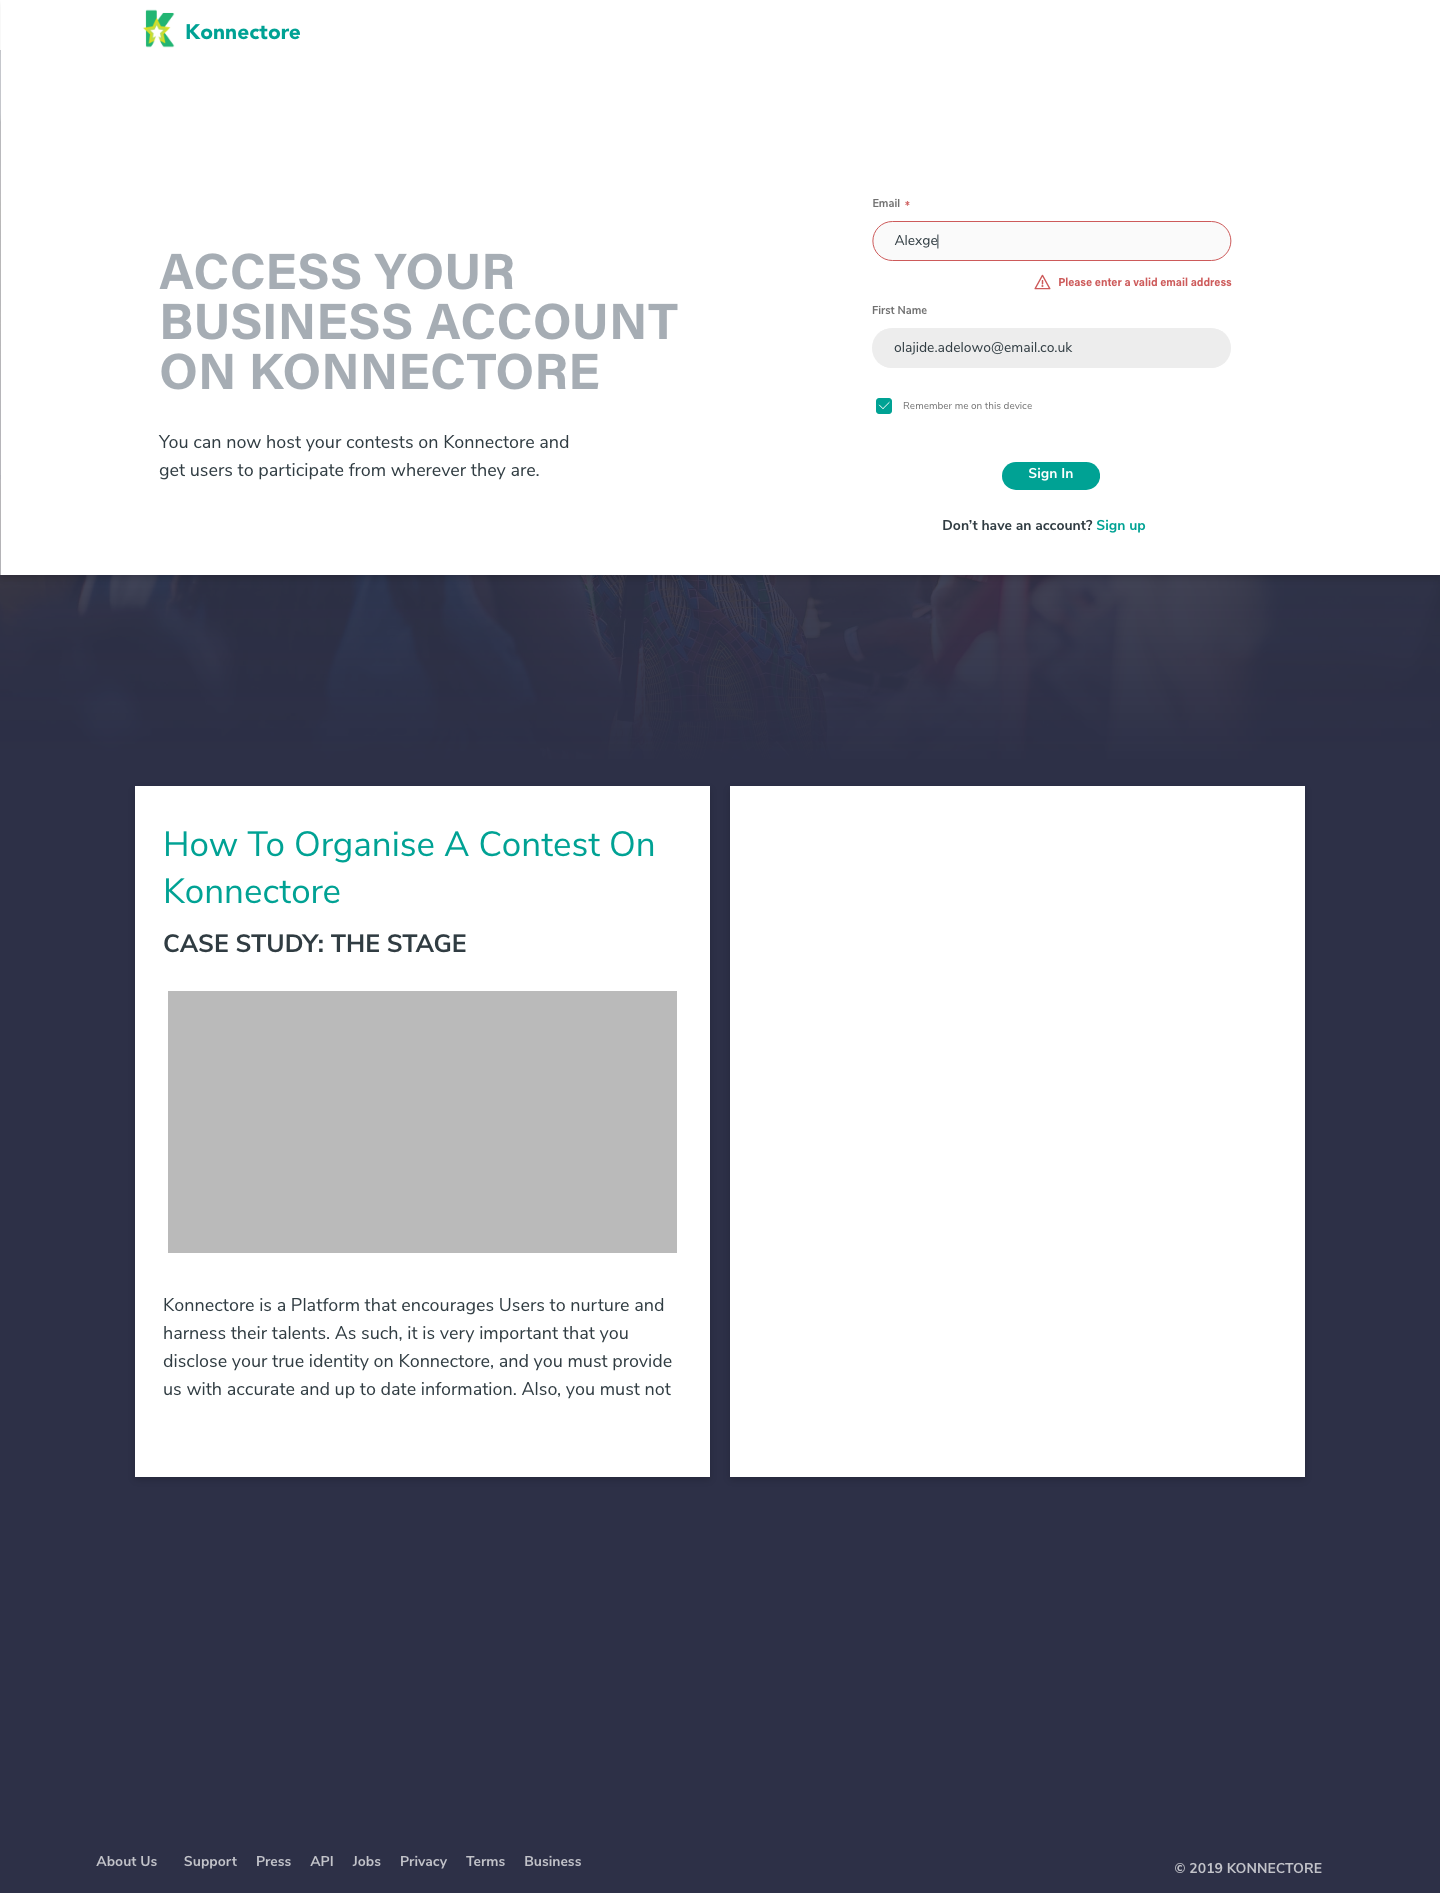 Konnectore
ACCESS YOUR
BUSINESS ACCOUNT
ON KONNECTORE
You can now host your contests on Konnectore and
get users to participate from wherever they are.
Email *
Alexge
Please enter a valid email address
First Name
olajide.adelowo@email.co.uk
Remember me on this device
Sign In
Don't have an account? Sign up
How To Organise A Contest On
Konnectore
CASE STUDY: THE STAGE
Konnectore is a Platform that encourages Users to nurture and
harness their talents. As such, it is very important that you
disclose your true identity on Konnectore, and you must provide
us with accurate and up to date information. Also, you must not
About Us Support Press API Jobs Privacy Terms Business
© 2019 KONNECTORE